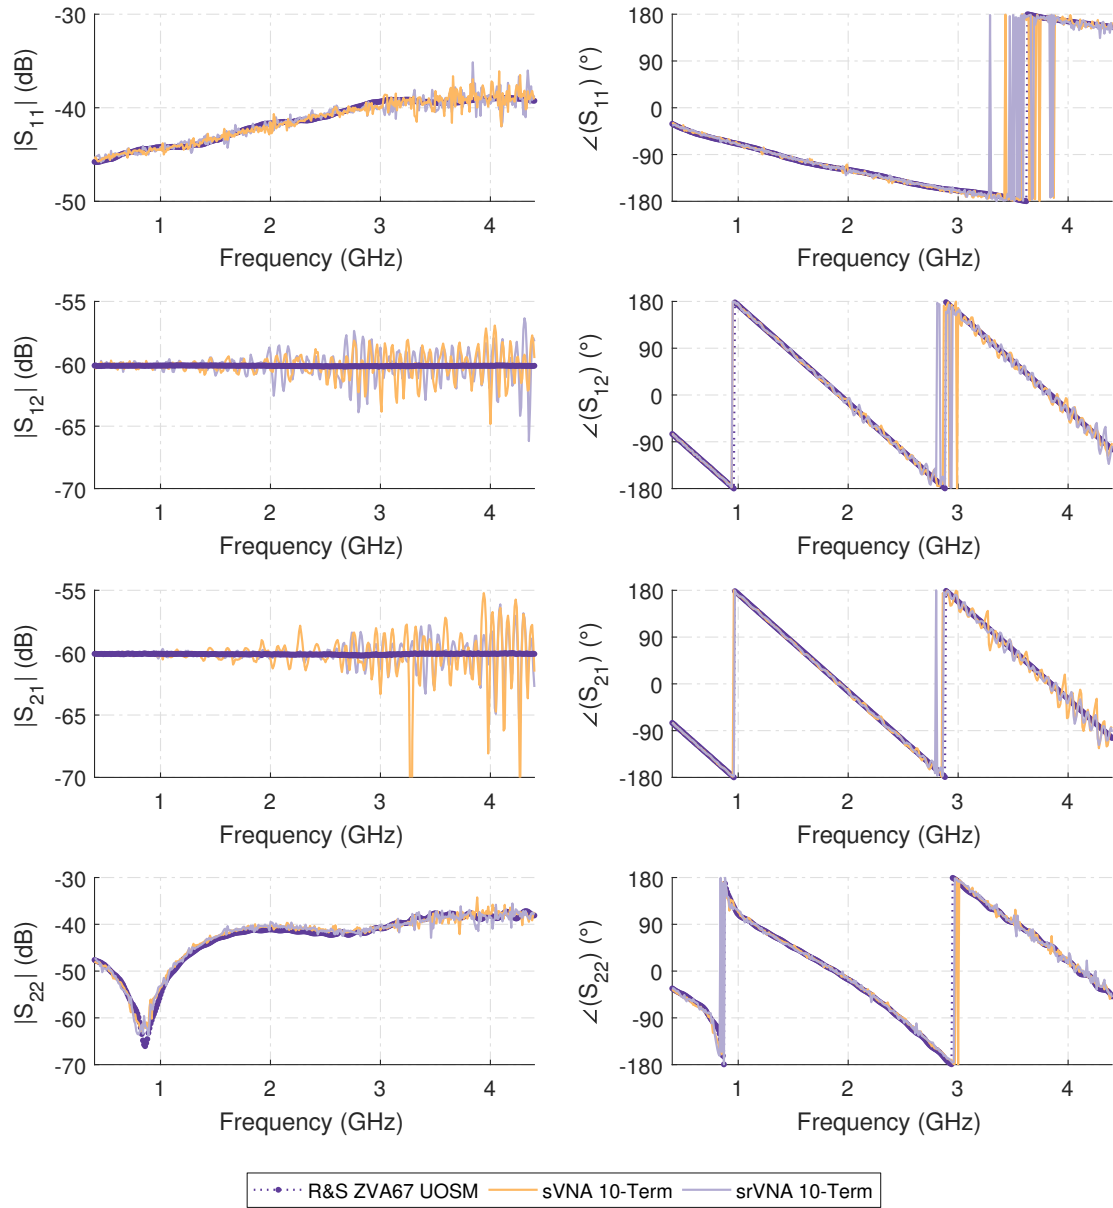 -30
-40
-50
|S11| (dB)
1 2 3 4
Frequency (GHz)
180
90
0
-90
-180
∠(S11) (°)
1 2 3 4
Frequency (GHz)
-55
-60
-65
-70
|S12| (dB)
1 2 3 4
Frequency (GHz)
180
90
0
-90
-180
∠(S12) (°)
1 2 3 4
Frequency (GHz)
-55
-60
-65
-70
|S21| (dB)
1 2 3 4
Frequency (GHz)
180
90
0
-90
-180
∠(S21) (°)
1 2 3 4
Frequency (GHz)
-30
-40
-50
-60
-70
|S22| (dB)
1 2 3 4
Frequency (GHz)
180
90
0
-90
-180
∠(S22) (°)
1 2 3 4
Frequency (GHz)
R&S ZVA67 UOSM sVNA 10-Term srVNA 10-Term